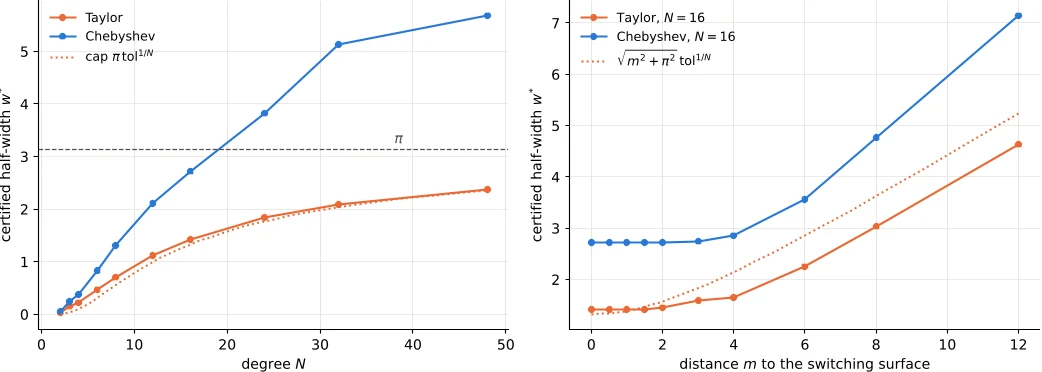 Taylor
Chebyshev
cap π tol^{1/N}
π
certified half-width w*
5
4
3
2
1
0
0
10
20
30
40
50
degree N
Taylor, N = 16
Chebyshev, N = 16
√(m² + π²) tol^{1/N}
certified half-width w*
7
6
5
4
3
2
0
2
4
6
8
10
12
distance m to the switching surface